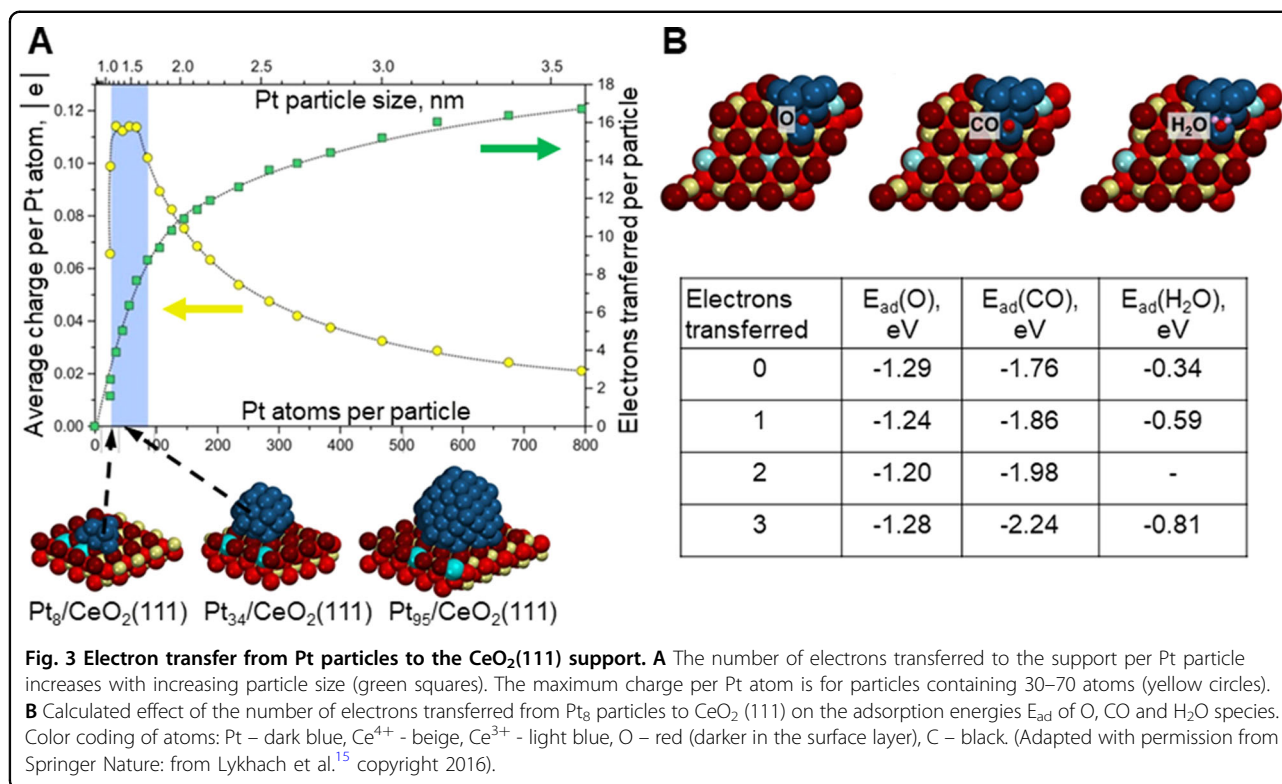 A
1.0 1.5 2.0 2.5 3.0 3.5
Pt particle size, nm
Average charge per Pt atom, |e|
0.12
0.10
0.08
0.06
0.04
0.02
0.00
Electrons tranferred per particle
18
16
14
12
10
8
6
4
2
0
Pt atoms per particle
0 100 200 300 400 500 600 700 800
Pt₈/CeO₂(111) Pt₃₄/CeO₂(111) Pt₉₅/CeO₂(111)
B
O CO H₂O
Electrons transferred E_ad(O), eV E_ad(CO), eV E_ad(H₂O), eV
0 -1.29 -1.76 -0.34
1 -1.24 -1.86 -0.59
2 -1.20 -1.98 -
3 -1.28 -2.24 -0.81
Fig. 3 Electron transfer from Pt particles to the CeO₂(111) support. A The number of electrons transferred to the support per Pt particle
increases with increasing particle size (green squares). The maximum charge per Pt atom is for particles containing 30–70 atoms (yellow circles).
B Calculated effect of the number of electrons transferred from Pt₈ particles to CeO₂ (111) on the adsorption energies E_ad of O, CO and H₂O species.
Color coding of atoms: Pt – dark blue, Ce⁴⁺ - beige, Ce³⁺ - light blue, O – red (darker in the surface layer), C – black. (Adapted with permission from
Springer Nature: from Lykhach et al.¹⁵ copyright 2016).